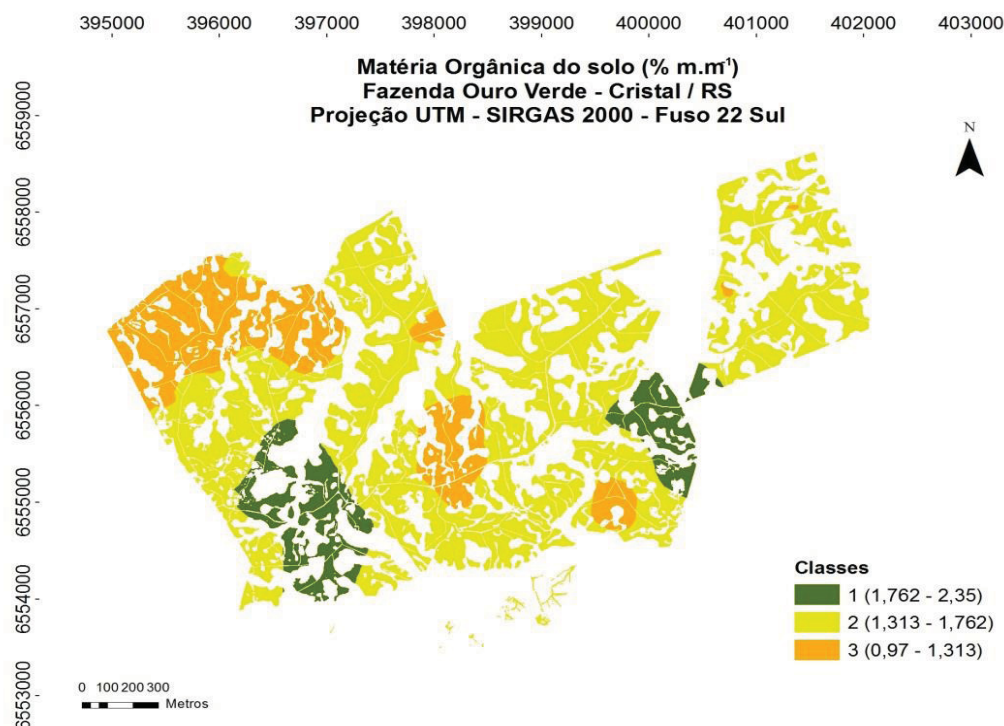 395000 396000 397000 398000 399000 400000 401000 402000 403000
Matéria Orgânica do solo (% m.m⁻¹)
Fazenda Ouro Verde - Cristal / RS
Projeção UTM - SIRGAS 2000 - Fuso 22 Sul
N
6559000
6558000
6557000
6556000
6555000
6554000
6553000
Classes
1 (1,762 - 2,35)
2 (1,313 - 1,762)
3 (0,97 - 1,313)
0 100 200 300
Metros